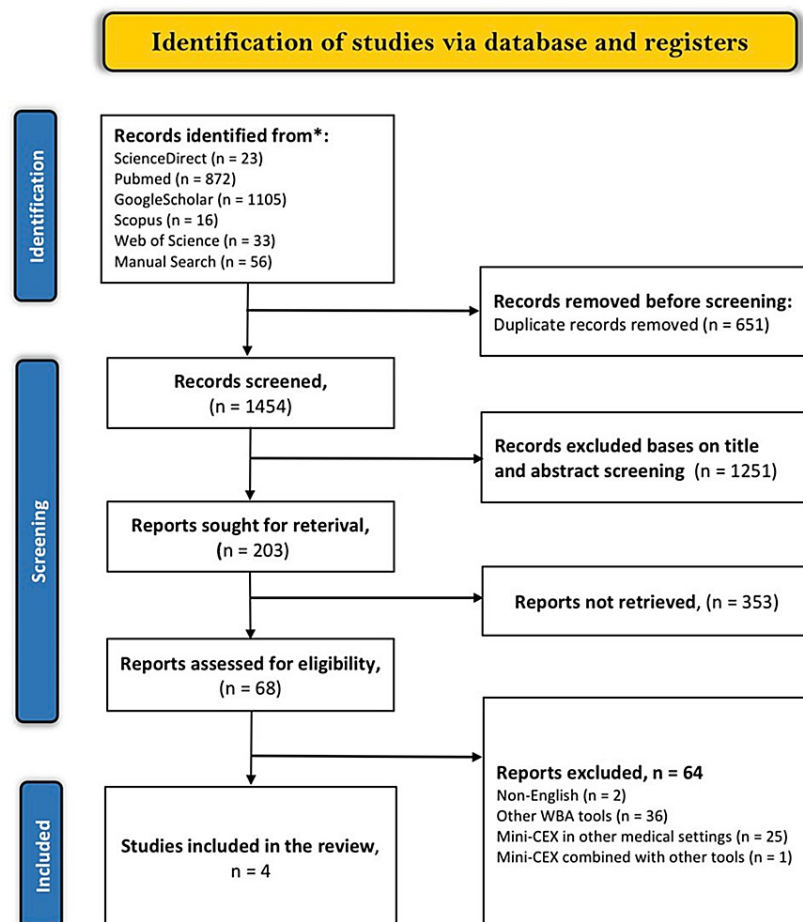 Identification of studies via database and registers
Identification
Records identified from*:
ScienceDirect (n = 23)
Pubmed (n = 872)
GoogleScholar (n = 1105)
Scopus (n = 16)
Web of Science (n = 33)
Manual Search (n = 56)
Records removed before screening:
Duplicate records removed (n = 651)
Screening
Records screened,
(n = 1454)
Records excluded bases on title
and abstract screening (n = 1251)
Reports sought for reterival,
(n = 203)
Reports not retrieved, (n = 353)
Reports assessed for eligibility,
(n = 68)
Reports excluded, n = 64
Non-English (n = 2)
Other WBA tools (n = 36)
Mini-CEX in other medical settings (n = 25)
Mini-CEX combined with other tools (n = 1)
Included
Studies included in the review,
n = 4